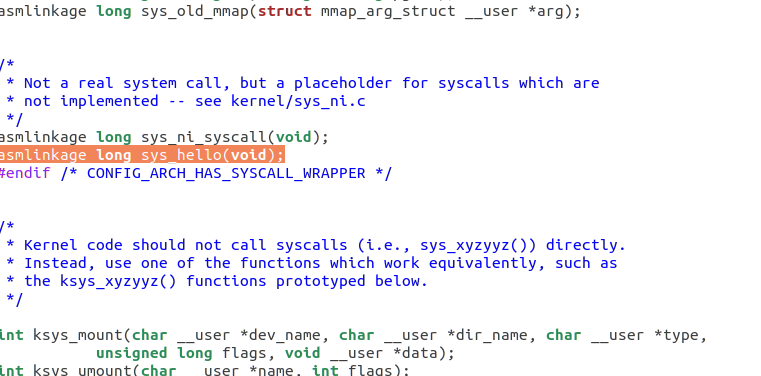 asmlinkage long sys_old_mmap(struct mmap_arg_struct __user *arg);
/*
* Not a real system call, but a placeholder for syscalls which are
* not implemented -- see kernel/sys_ni.c
*/
asmlinkage long sys_ni_syscall(void);
asmlinkage long sys_hello(void);
#endif /* CONFIG_ARCH_HAS_SYSCALL_WRAPPER */
/*
* Kernel code should not call syscalls (i.e., sys_xyzyyz()) directly.
* Instead, use one of the functions which work equivalently, such as
* the ksys_xyzyyz() functions prototyped below.
*/
int ksys_mount(char __user *dev_name, char __user *dir_name, char __user *type,
unsigned long flags, void __user *data);
int ksys_umount(char __user *name, int flags);